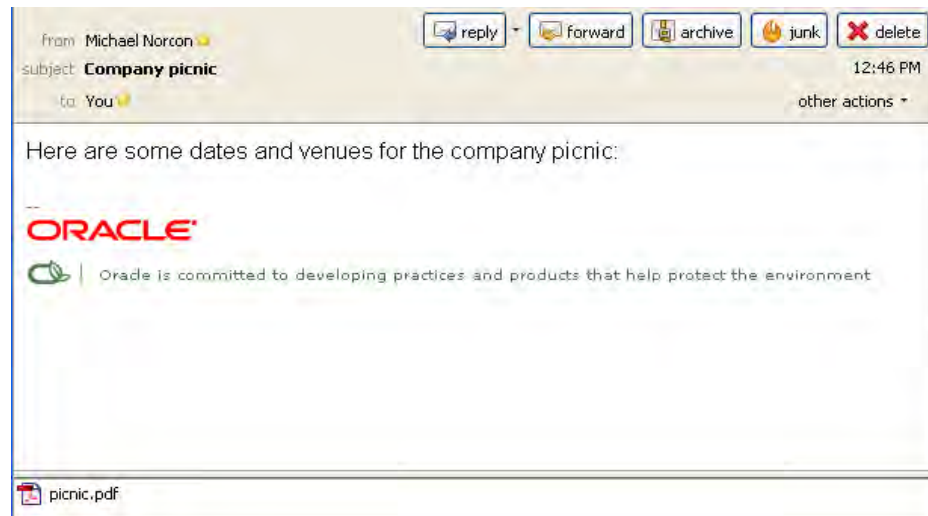 from Michael Norcon
reply forward archive junk delete
subject Company picnic
12:46 PM
to You
other actions
Here are some dates and venues for the company picnic:
--
ORACLE
Oracle is committed to developing practices and products that help protect the environment
picnic.pdf